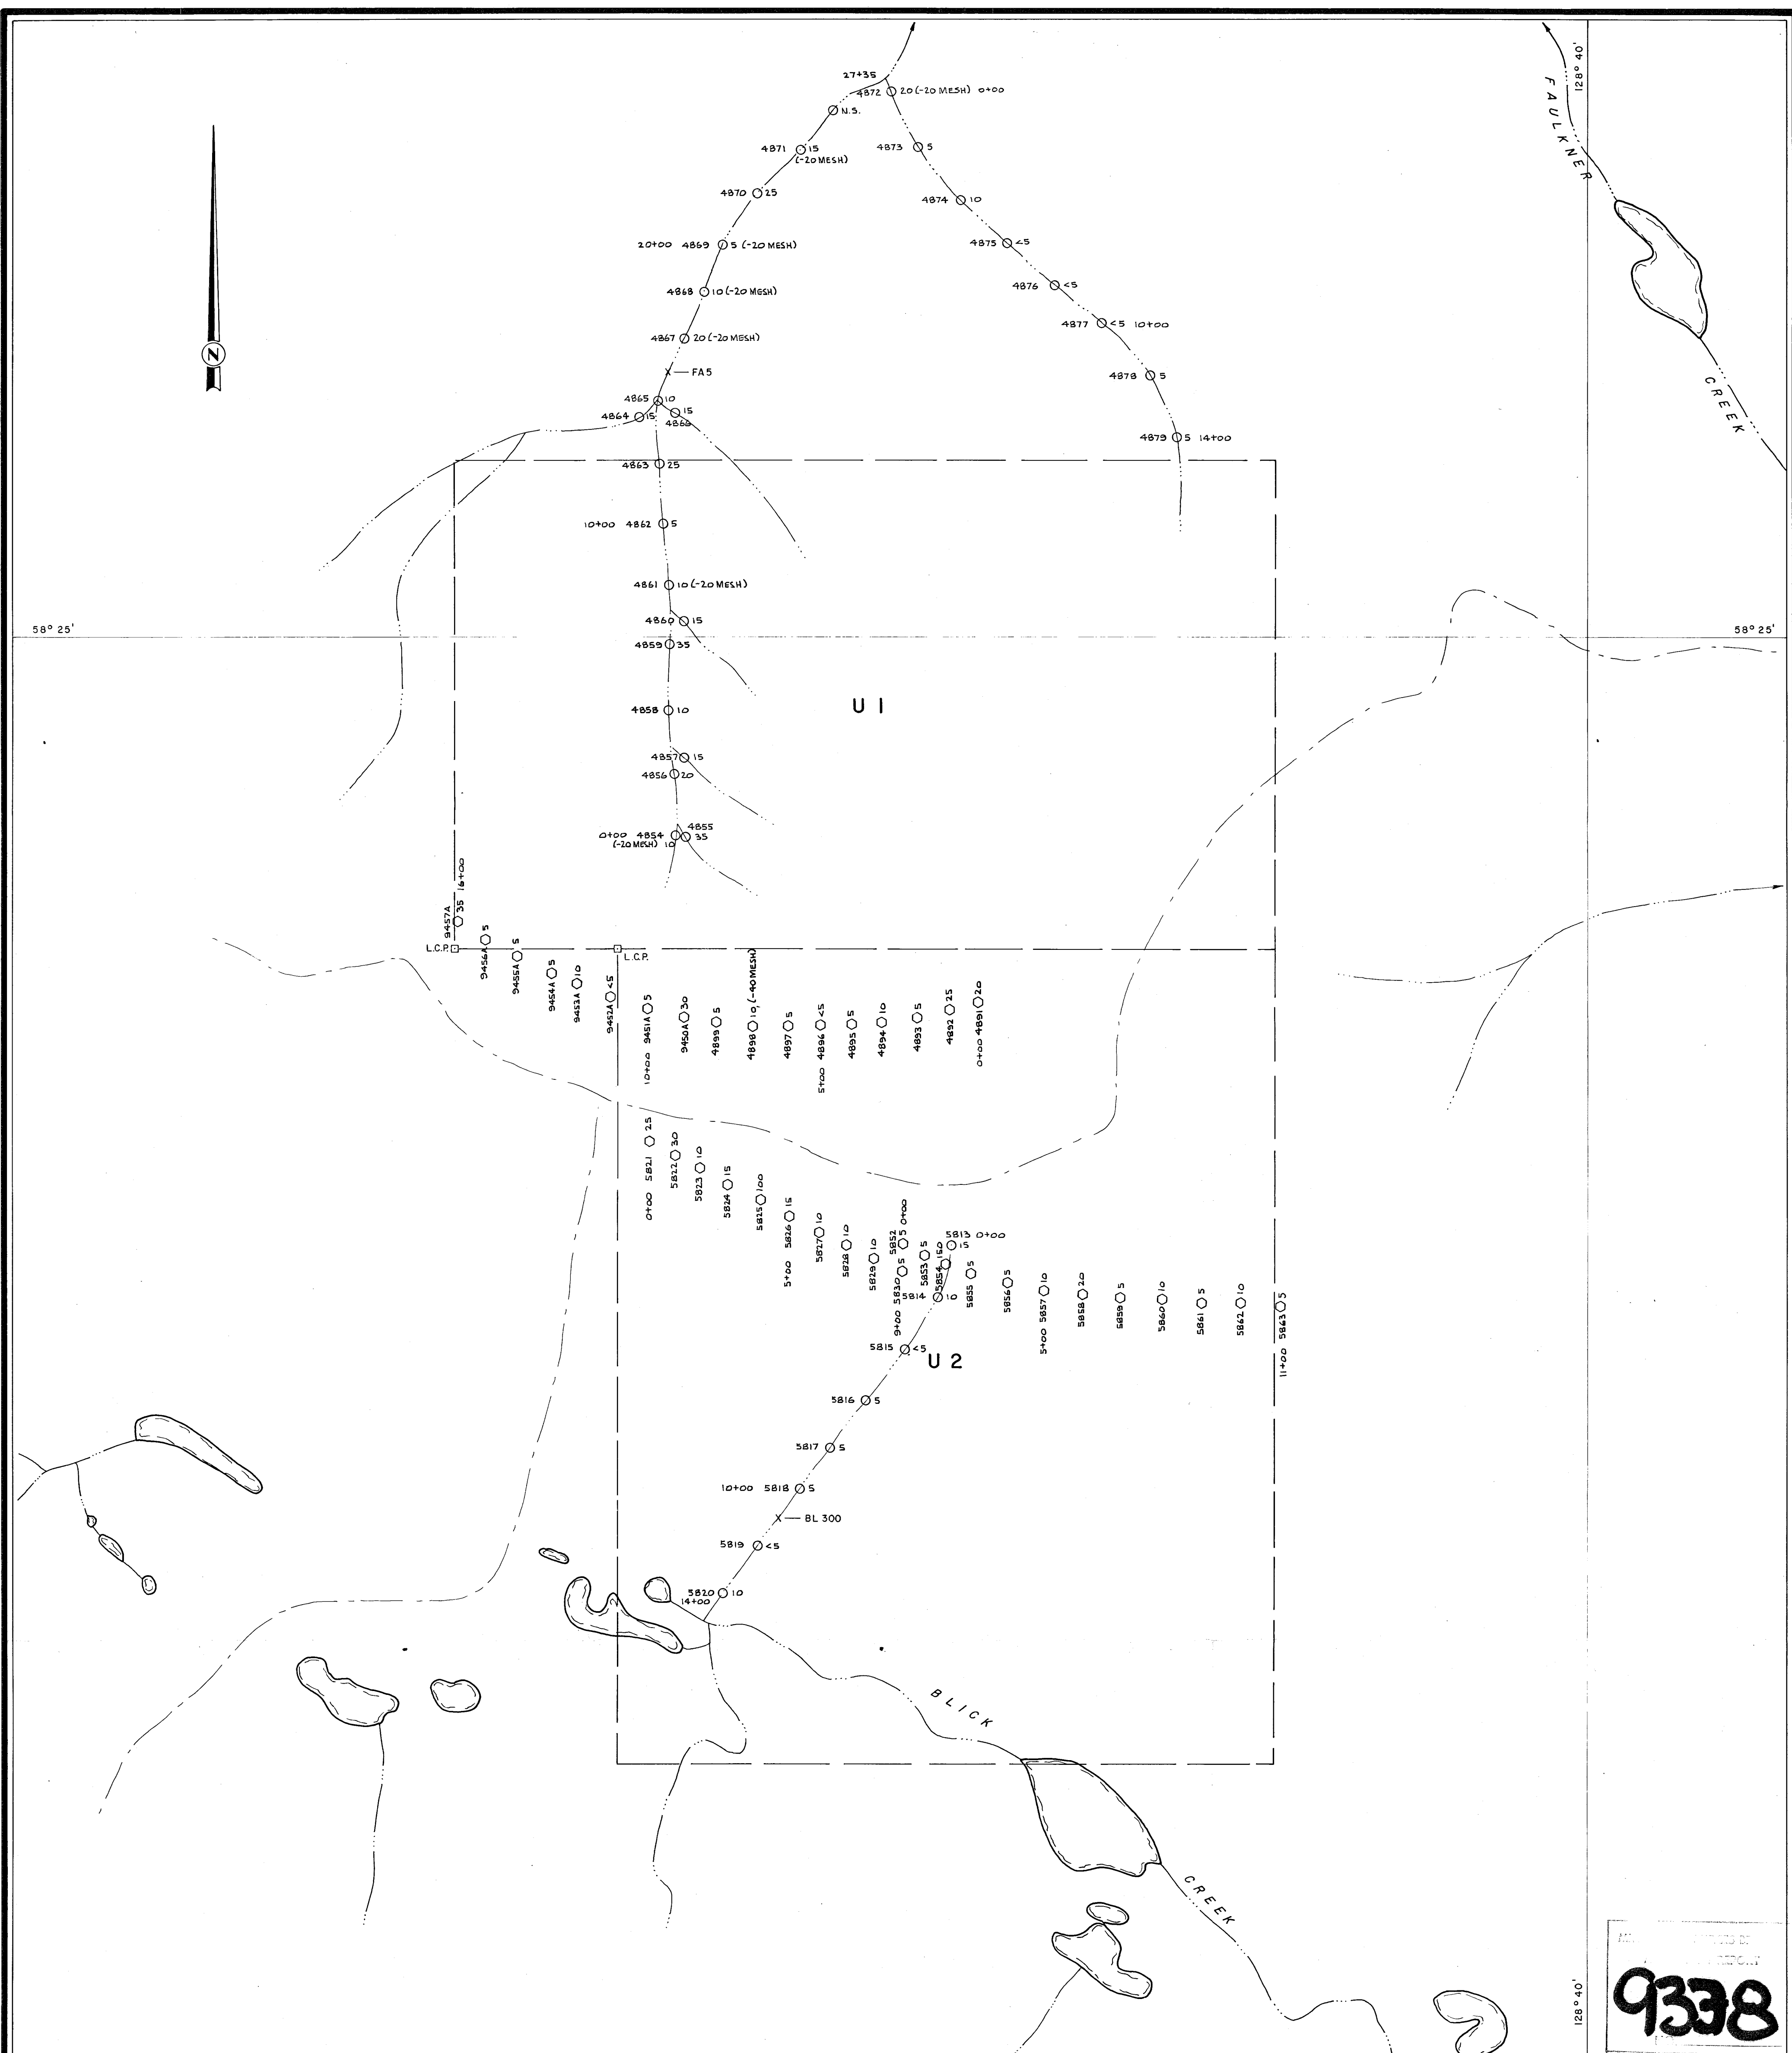 27+35
4872 20 (-20 MESH) 0+00
N.S.
4871 15
(-20 MESH)
4873 5
4870 25
4874 10
20+00 4869 5 (-20 MESH)
4875 <5
4868 10 (-20 MESH)
4876 <5
4867 20 (-20 MESH)
4877 <5 10+00
FA5
4878 5
4865 10
4864 15
15
4866
4879 5 14+00
4863 25
10+00 4862 5
4861 10 (-20 MESH)
4860 15
4859 35
4858 10
4857 15
4856 20
4855
35
0+00 4854
(-20 MESH) 10
FAULKNER
CREEK
128° 40'
58° 25'
58° 25'
U 1
L.C.P.
L.C.P.
9457A 35 16+00
9456A 5
9455A 5
9454A 5
9453A 10
9452A <5
10+00 9451A 5
9450A 30
4899 5
4898 10, (-40 MESH)
4897 5
5+00 4896 <5
4895 5
4894 10
4893 5
4892 25
0+00 4891 20
0+00 5821 25
5822 30
5823 10
5824 15
5825 100
5+00 5826 15
5827 10
5828 10
5829 10
9+00 5830 5
5852 5 0+00
5853 5
5854 150
5813 0+00
15
5855 5
5856 5
5+00 5857 10
5858 20
5859 5
5860 10
5861 5
5862 10
11+00 5863 5
5814 10
5815 <5
U 2
5816 5
5817 5
10+00 5818 5
BL 300
5819 <5
5820 10
14+00
BLICK
CREEK
128° 40'
9338